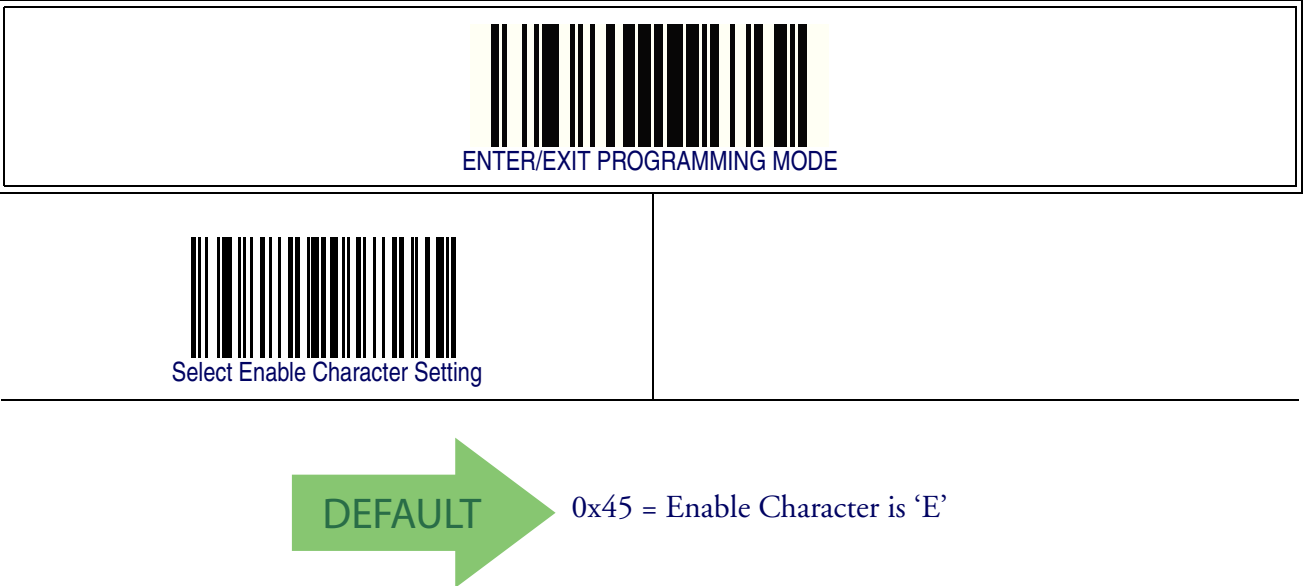 ENTER/EXIT PROGRAMMING MODE
Select Enable Character Setting
DEFAULT
0x45 = Enable Character is ‘E’